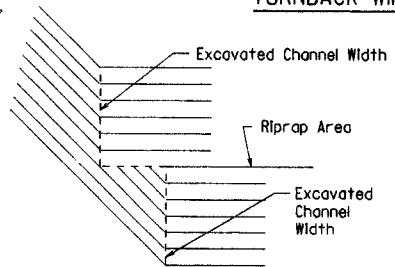 Excavated Channel Width
Riprap Area
Excavated
Channel
Width